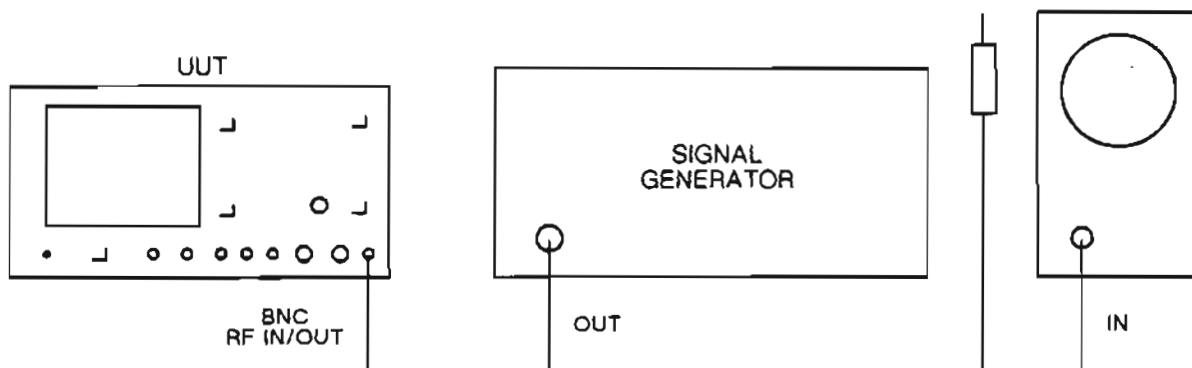 UUT
SIGNAL
GENERATOR
BNC
RF IN/OUT
OUT
IN